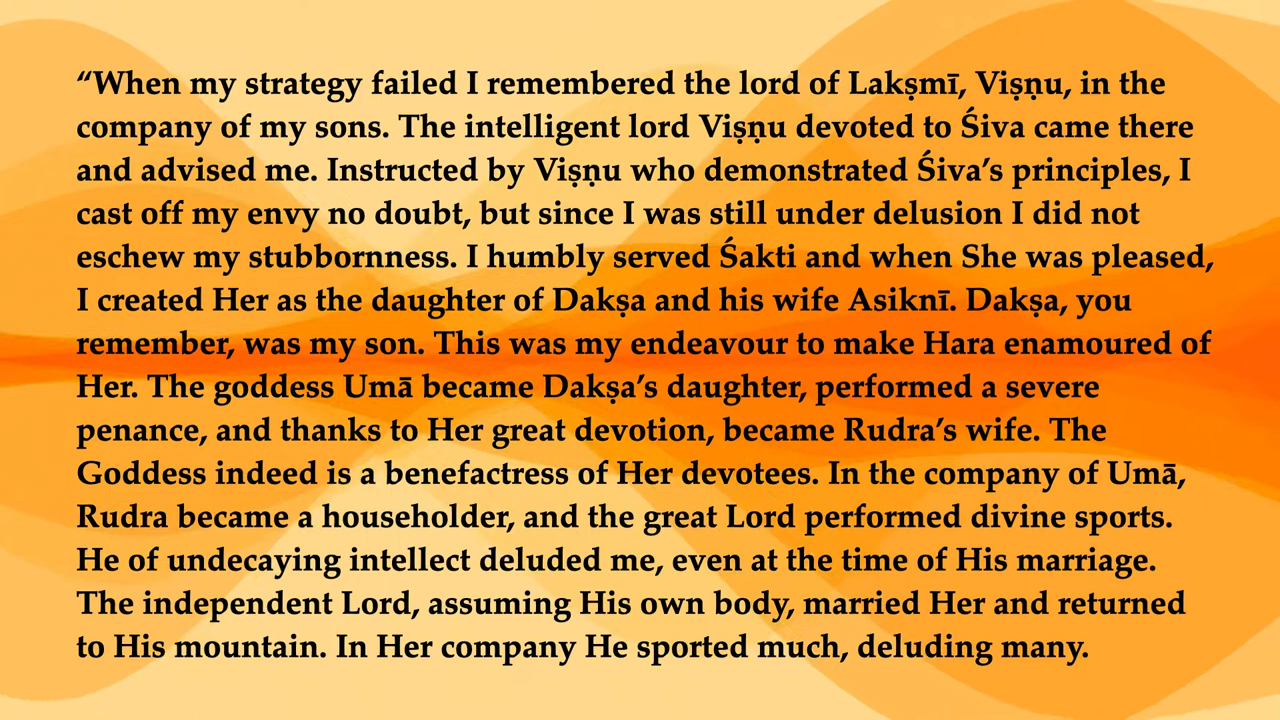 “When my strategy failed I remembered the lord of Lakṣmī, Viṣṇu, in the
company of my sons. The intelligent lord Viṣṇu devoted to Śiva came there
and advised me. Instructed by Viṣṇu who demonstrated Śiva’s principles, I
cast off my envy no doubt, but since I was still under delusion I did not
eschew my stubbornness. I humbly served Śakti and when She was pleased,
I created Her as the daughter of Dakṣa and his wife Asiknī. Dakṣa, you
remember, was my son. This was my endeavour to make Hara enamoured of
Her. The goddess Umā became Dakṣa’s daughter, performed a severe
penance, and thanks to Her great devotion, became Rudra’s wife. The
Goddess indeed is a benefactress of Her devotees. In the company of Umā,
Rudra became a householder, and the great Lord performed divine sports.
He of undecaying intellect deluded me, even at the time of His marriage.
The independent Lord, assuming His own body, married Her and returned
to His mountain. In Her company He sported much, deluding many.